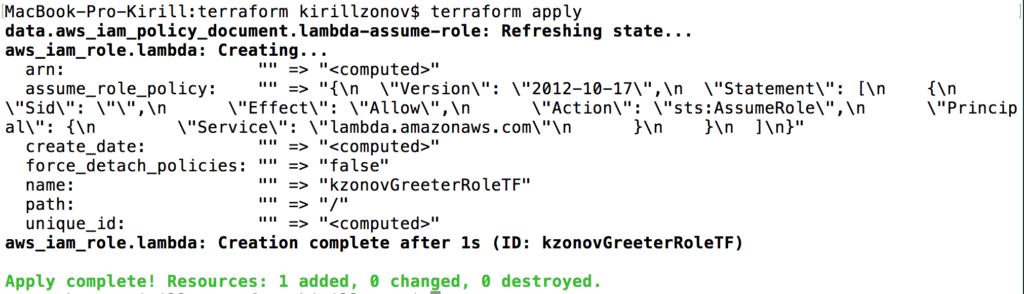 MacBook-Pro-Kirill:terraform kirillzonov$ terraform apply
data.aws_iam_policy_document.lambda-assume-role: Refreshing state...
aws_iam_role.lambda: Creating...
  arn:                   "" => "<computed>"
  assume_role_policy:    "" => "{\n  \"Version\": \"2012-10-17\",\n  \"Statement\": [\n    {\n
\"Sid\": \"\",\n      \"Effect\": \"Allow\",\n      \"Action\": \"sts:AssumeRole\",\n      \"Princip
al\": {\n        \"Service\": \"lambda.amazonaws.com\"\n      }\n    }\n  ]\n}"
  create_date:           "" => "<computed>"
  force_detach_policies: "" => "false"
  name:                  "" => "kzonovGreeterRoleTF"
  path:                  "" => "/"
  unique_id:             "" => "<computed>"
aws_iam_role.lambda: Creation complete after 1s (ID: kzonovGreeterRoleTF)

Apply complete! Resources: 1 added, 0 changed, 0 destroyed.